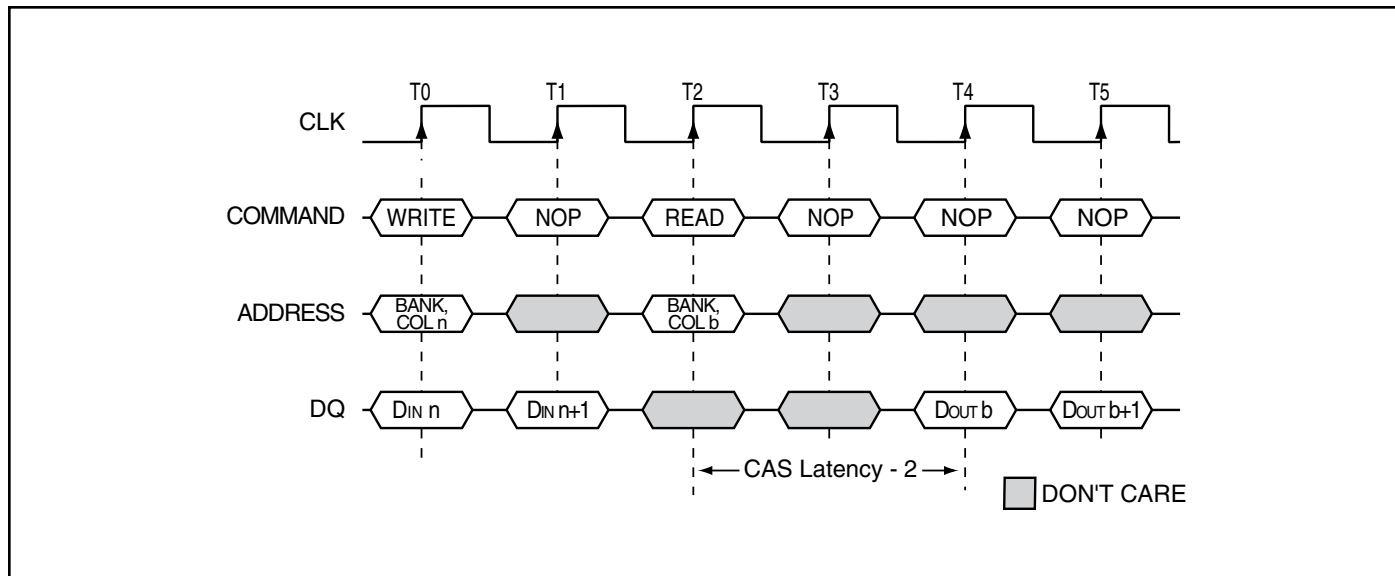 T0 T1 T2 T3 T4 T5
CLK
COMMAND WRITE NOP READ NOP NOP NOP
ADDRESS BANK, COL n BANK, COL b
DQ DIN n DIN n+1 DOUT b DOUT b+1
CAS Latency - 2
DON'T CARE